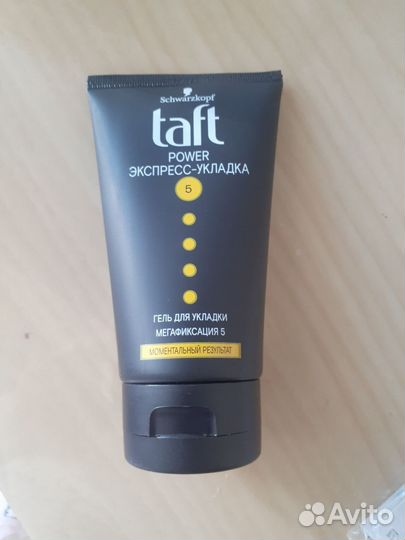 Schwarzkopf
taft
POWER
ЭКСПРЕСС-УКЛАДКА
5
ГЕЛЬ ДЛЯ УКЛАДКИ
МЕГАФИКСАЦИЯ 5
МОМЕНТАЛЬНЫЙ РЕЗУЛЬТАТ
Avito